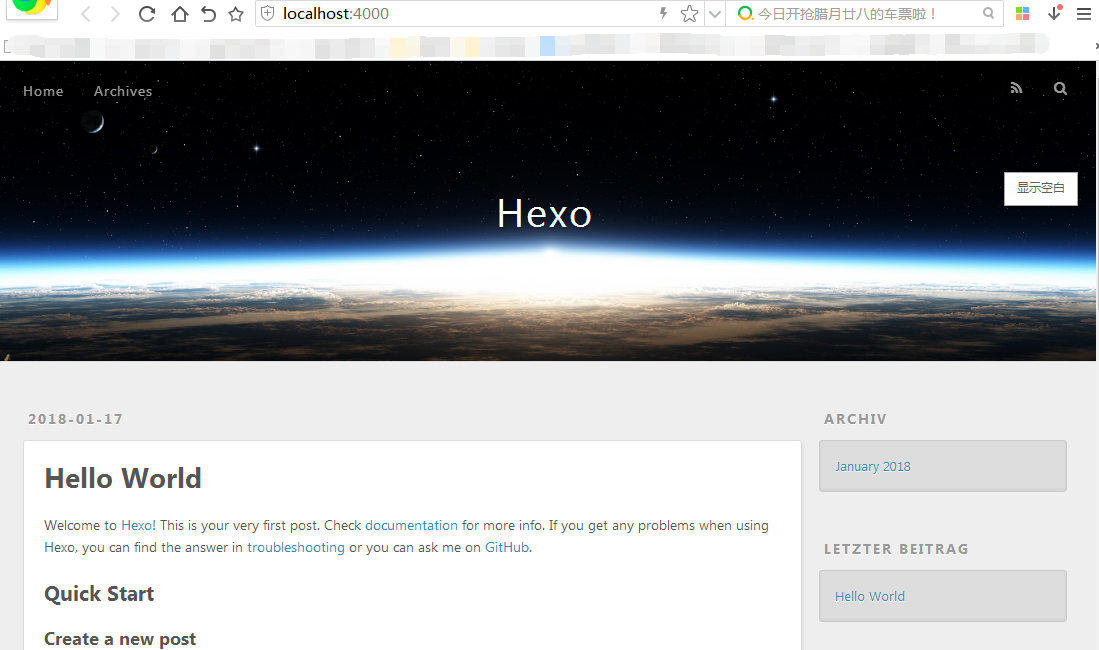 localhost:4000
今日开抢腊月廿八的车票啦！
Home Archives
显示空白
Hexo
2018-01-17
Hello World
Welcome to Hexo! This is your very first post. Check documentation for more info. If you get any problems when using
Hexo, you can find the answer in troubleshooting or you can ask me on GitHub.
Quick Start
Create a new post
ARCHIV
January 2018
LETZTER BEITRAG
Hello World